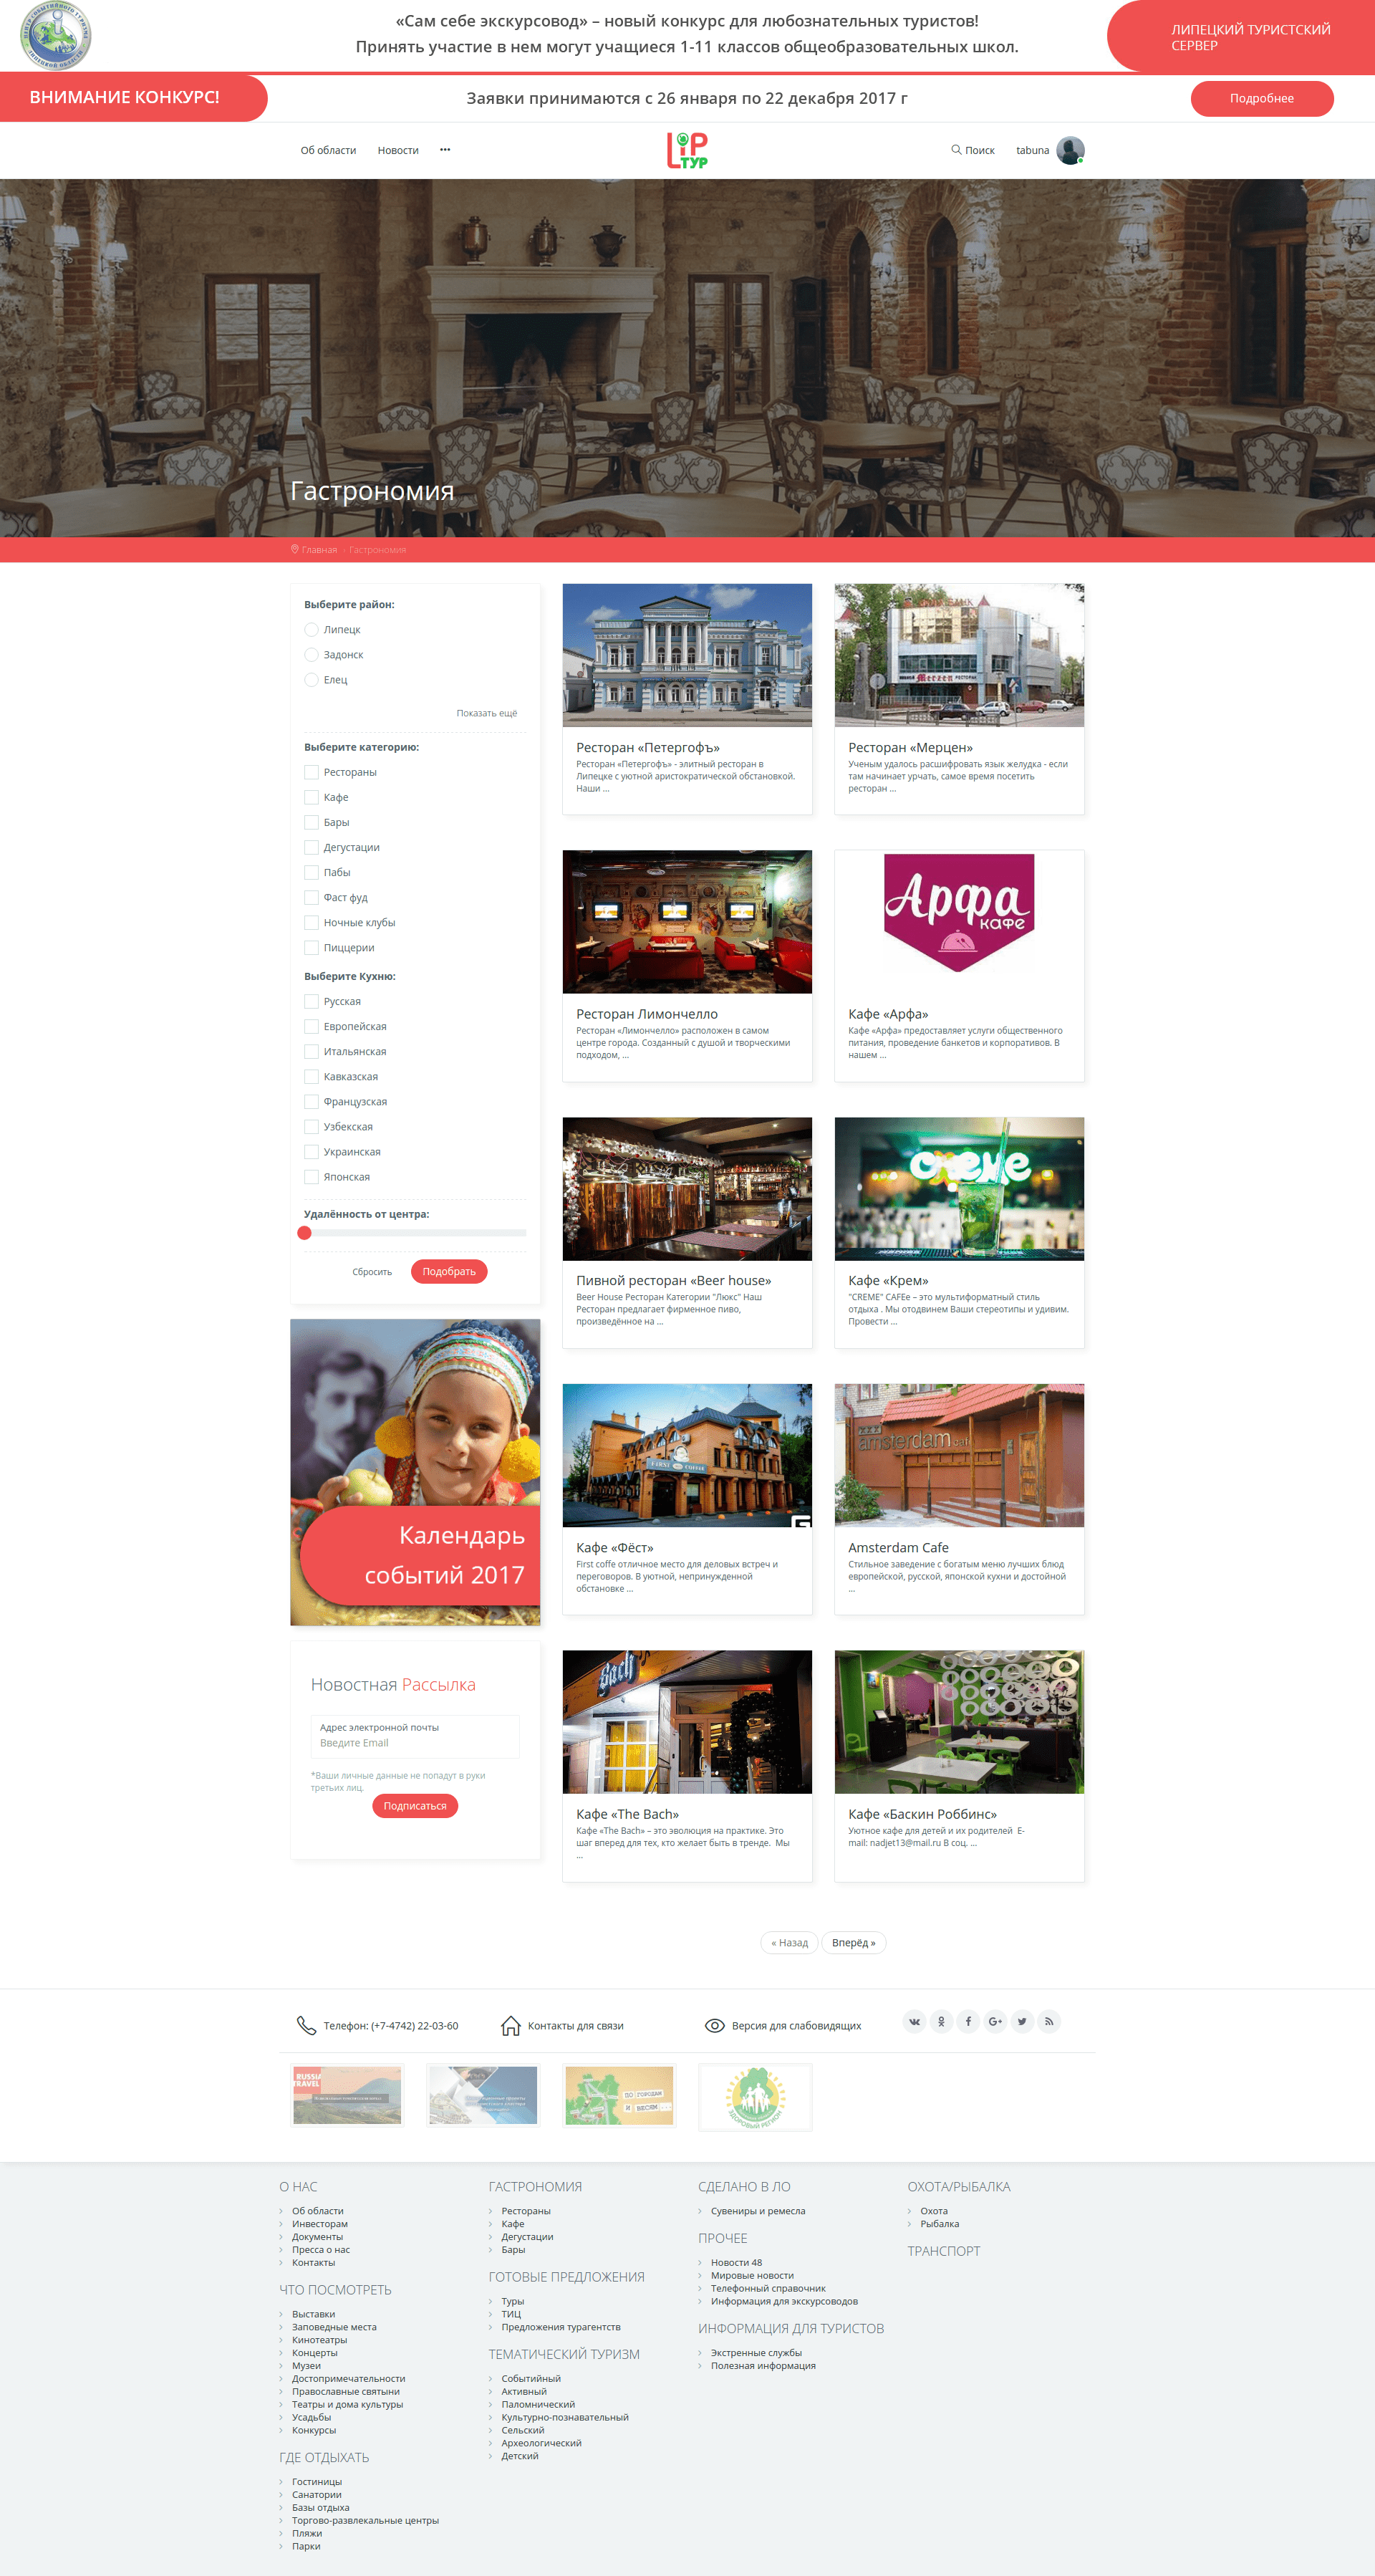 «Сам себе экскурсовод» – новый конкурс для любознательных туристов!
Принять участие в нем могут учащиеся 1-11 классов общеобразовательных школ.
ЛИПЕЦКИЙ ТУРИСТСКИЙ
СЕРВЕР
ВНИМАНИЕ КОНКУРС!
Заявки принимаются с 26 января по 22 декабря 2017 г
Подробнее
Об области
Новости
•••
LiP
ТУР
Поиск
tabuna
Гастрономия
Главная
Гастрономия
Выберите район:
Липецк
Задонск
Елец
Показать ещё
Выберите категорию:
Рестораны
Кафе
Бары
Дегустации
Пабы
Фаст фуд
Ночные клубы
Пиццерии
Выберите Кухню:
Русская
Европейская
Итальянская
Кавказская
Французская
Узбекская
Украинская
Японская
Удалённость от центра:
Сбросить
Подобрать
Календарь
событий 2017
Новостная Рассылка
Адрес электронной почты
Введите Email
*Ваши личные данные не попадут в руки
третьих лиц.
Подписаться
Ресторан «Петергофъ»
Ресторан «Петергофъ» - элитный ресторан в
Липецке с уютной аристократической обстановкой.
Наши ...
Merzen РЕСТОРАН
Ресторан «Мерцен»
Ученым удалось расшифровать язык желудка - если
там начинает урчать, самое время посетить
ресторан ...
Ресторан Лимончелло
Ресторан «Лимончелло» расположен в самом
центре города. Созданный с душой и творческими
подходом, ...
Арфа
кафе
Кафе «Арфа»
Кафе «Арфа» предоставляет услуги общественного
питания, проведение банкетов и корпоративов. В
нашем ...
Пивной ресторан «Beer house»
Beer House Ресторан Категории "Люкс" Наш
Ресторан предлагает фирменное пиво,
произведённое на ...
creme
Кафе «Крем»
"CREME" CAFEe – это мультиформатный стиль
отдыха . Мы отодвинем Ваши стереотипы и удивим.
Провести ...
FIRST COFFEE
Кафе «Фёст»
First coffe отличное место для деловых встреч и
переговоров. В уютной, непринужденной
обстановке ...
amsterdam cafe
Amsterdam Cafe
Стильное заведение с богатым меню лучших блюд
европейской, русской, японской кухни и достойной
...
Bach
Кафе «The Bach»
Кафе «The Bach» – это эволюция на практике. Это
шаг вперед для тех, кто желает быть в тренде. Мы
...
Кафе «Баскин Роббинс»
Уютное кафе для детей и их родителей E-
mail: nadjet13@mail.ru В соц. ...
« Назад
Вперёд »
Телефон: (+7-4742) 22-03-60
Контакты для связи
Версия для слабовидящих
RUSSIA
TRAVEL
ПО ГОРОДАМ
И ВЕСЯМ...
ЗДОРОВЫЙ РЕГИОН
О НАС
Об области
Инвесторам
Документы
Пресса о нас
Контакты
ЧТО ПОСМОТРЕТЬ
Выставки
Заповедные места
Кинотеатры
Концерты
Музеи
Достопримечательности
Православные святыни
Театры и дома культуры
Усадьбы
Конкурсы
ГДЕ ОТДЫХАТЬ
Гостиницы
Санатории
Базы отдыха
Торгово-развлекательные центры
Пляжи
Парки
ГАСТРОНОМИЯ
Рестораны
Кафе
Дегустации
Бары
ГОТОВЫЕ ПРЕДЛОЖЕНИЯ
Туры
ТИЦ
Предложения турагентств
ТЕМАТИЧЕСКИЙ ТУРИЗМ
Событийный
Активный
Паломнический
Культурно-познавательный
Сельский
Археологический
Детский
СДЕЛАНО В ЛО
Сувениры и ремесла
ПРОЧЕЕ
Новости 48
Мировые новости
Телефонный справочник
Информация для экскурсоводов
ИНФОРМАЦИЯ ДЛЯ ТУРИСТОВ
Экстренные службы
Полезная информация
ОХОТА/РЫБАЛКА
Охота
Рыбалка
ТРАНСПОРТ